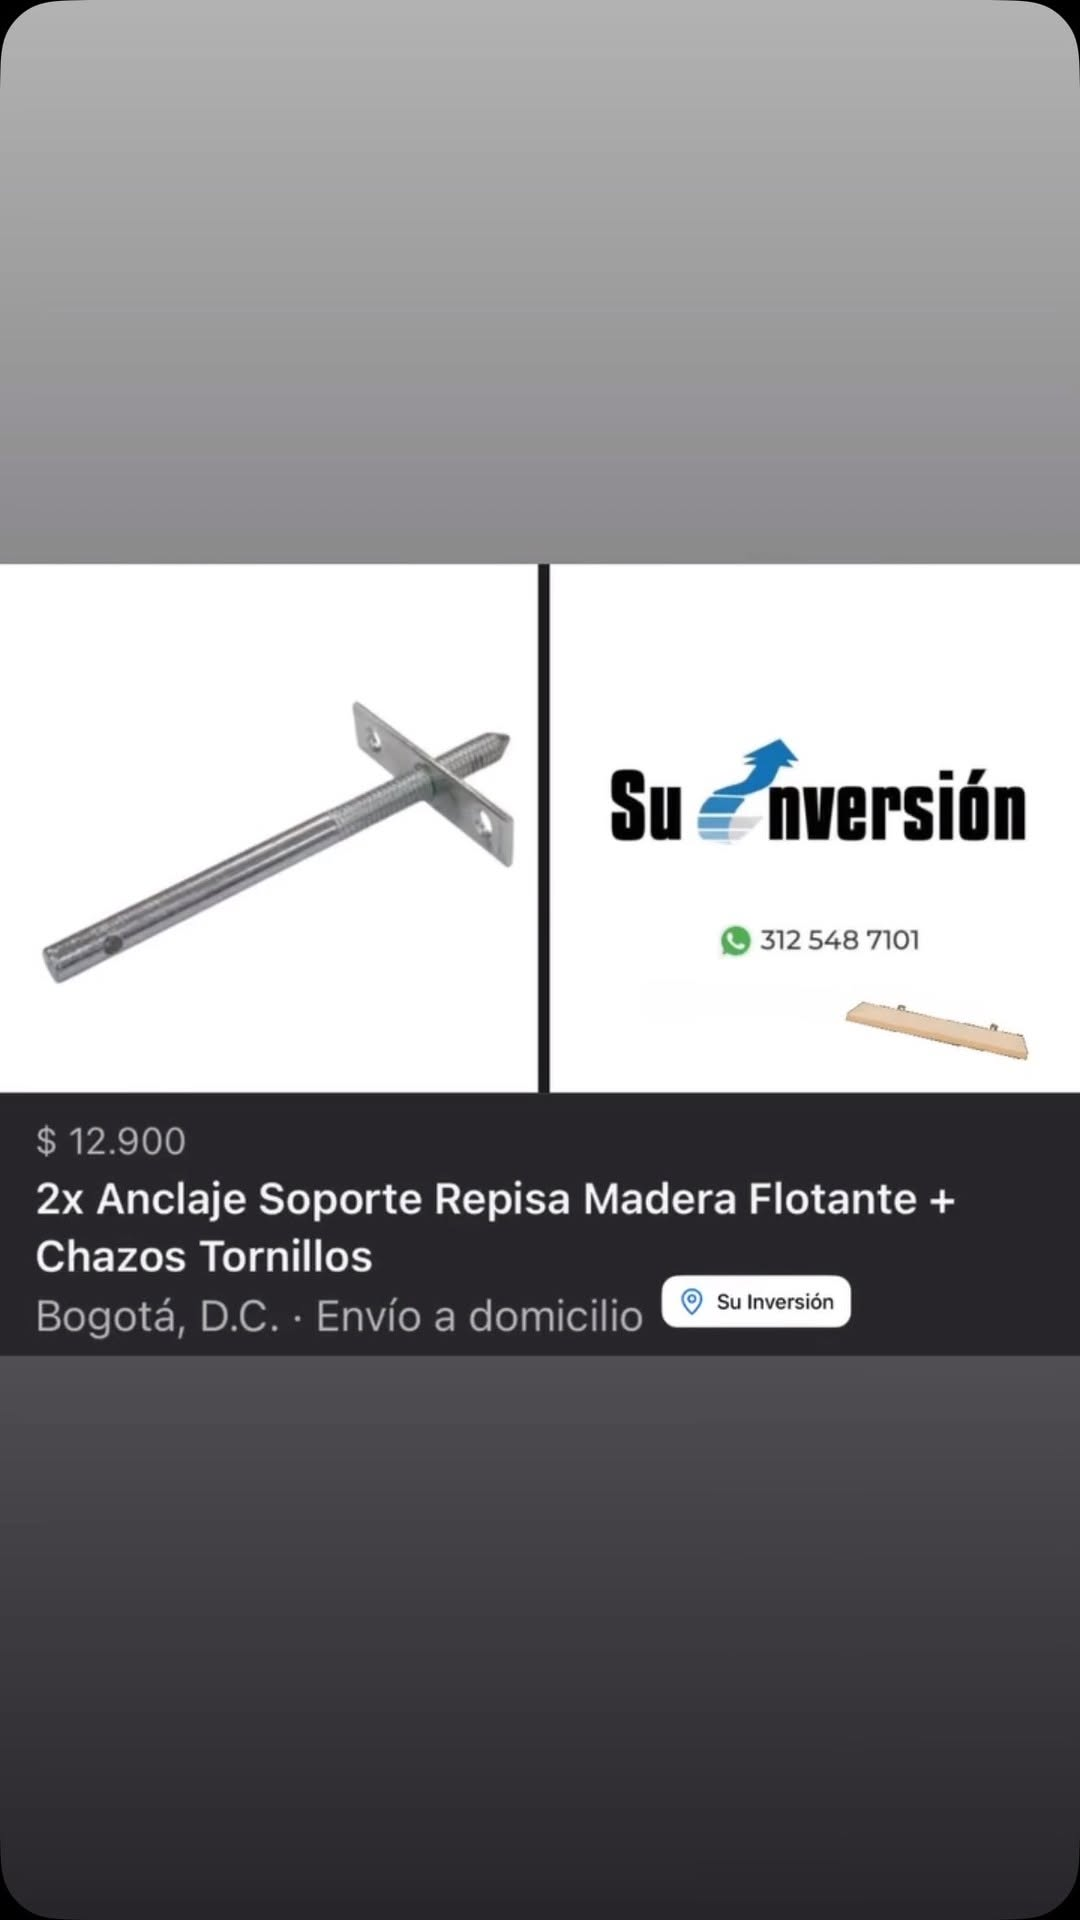 Su Inversión
312 548 7101
$ 12.900
2x Anclaje Soporte Repisa Madera Flotante +
Chazos Tornillos
Bogotá, D.C. · Envío a domicilio
Su Inversión